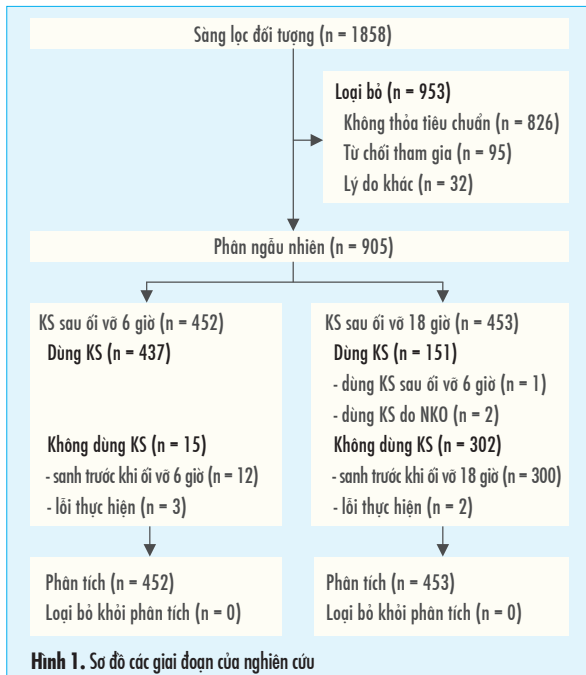 Sàng lọc đối tượng (n = 1858)
Loại bỏ (n = 953)
Không thỏa tiêu chuẩn (n = 826)
Từ chối tham gia (n = 95)
Lý do khác (n = 32)
Phân ngẫu nhiên (n = 905)
KS sau ối vỡ 6 giờ (n = 452)
Dùng KS (n = 437)
Không dùng KS (n = 15)
- sanh trước khi ối vỡ 6 giờ (n = 12)
- lỗi thực hiện (n = 3)
KS sau ối vỡ 18 giờ (n = 453)
Dùng KS (n = 151)
- dùng KS sau ối vỡ 6 giờ (n = 1)
- dùng KS do NKO (n = 2)
Không dùng KS (n = 302)
- sanh trước khi ối vỡ 18 giờ (n = 300)
- lỗi thực hiện (n = 2)
Phân tích (n = 452)
Loại bỏ khỏi phân tích (n = 0)
Phân tích (n = 453)
Loại bỏ khỏi phân tích (n = 0)
Hình 1. Sơ đồ các giai đoạn của nghiên cứu